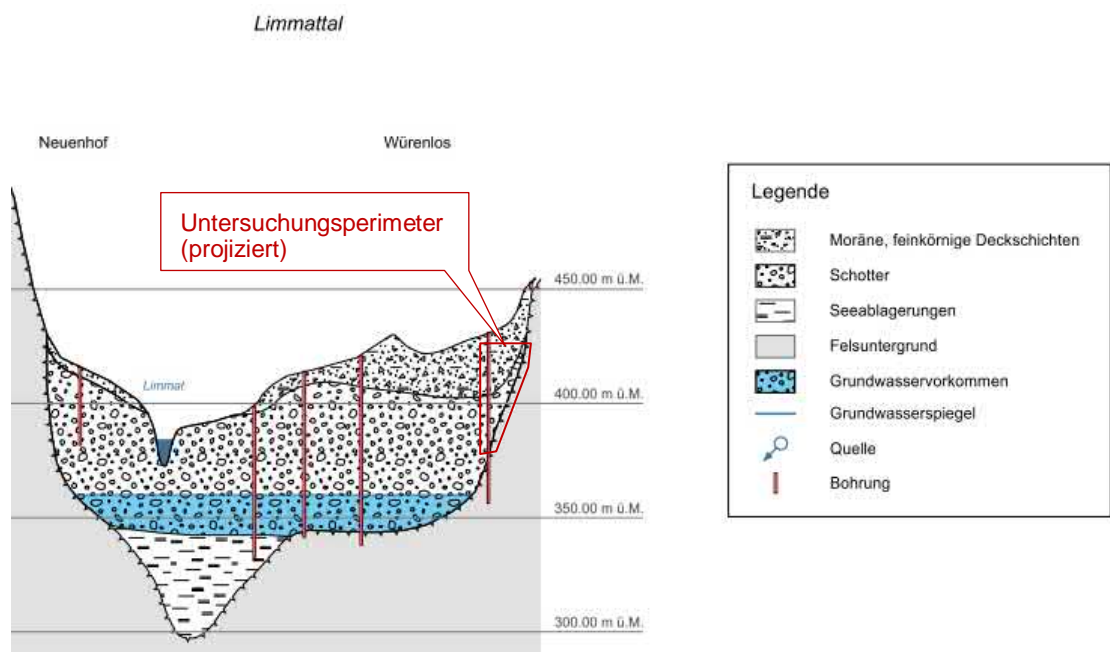 Limmattal
Neuenhof
Würenlos
Untersuchungsperimeter
(projiziert)
450.00 m ü.M.
Limmat
400.00 m ü.M.
350.00 m ü.M.
300.00 m ü.M.
Legende
Moräne, feinkörnige Deckschichten
Schotter
Seeablagerungen
Felsuntergrund
Grundwasservorkommen
Grundwasserspiegel
Quelle
Bohrung